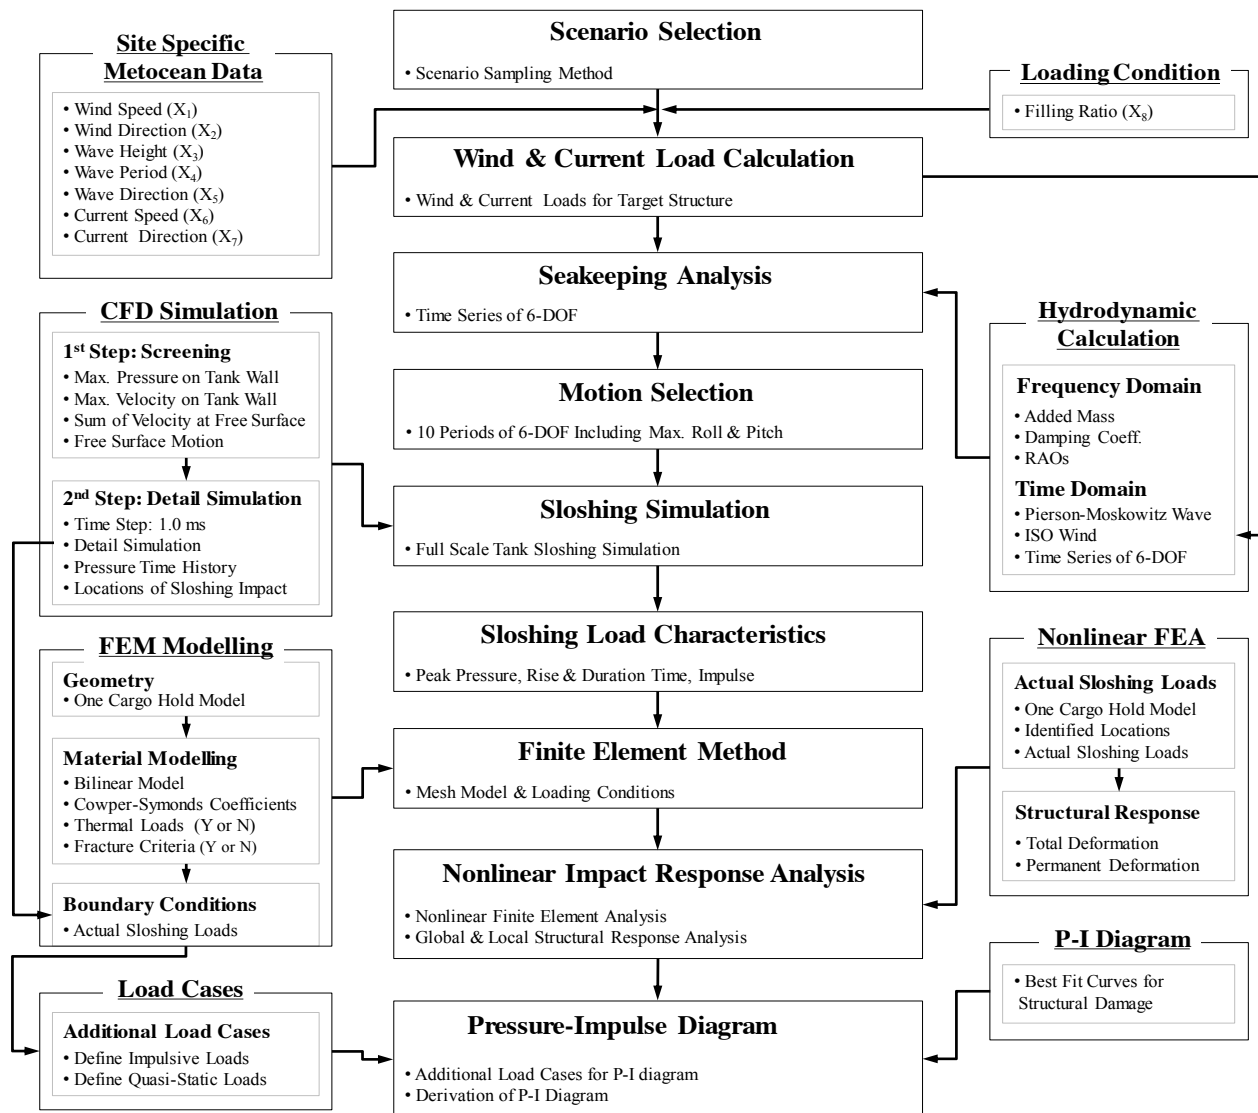 Scenario Selection
• Scenario Sampling Method
Site Specific
Metocean Data
• Wind Speed (X₁)
• Wind Direction (X₂)
• Wave Height (X₃)
• Wave Period (X₄)
• Wave Direction (X₅)
• Current Speed (X₆)
• Current Direction (X₇)
Loading Condition
• Filling Ratio (X₈)
Wind & Current Load Calculation
• Wind & Current Loads for Target Structure
Seakeeping Analysis
• Time Series of 6-DOF
CFD Simulation
1st Step: Screening
• Max. Pressure on Tank Wall
• Max. Velocity on Tank Wall
• Sum of Velocity at Free Surface
• Free Surface Motion
2nd Step: Detail Simulation
• Time Step: 1.0 ms
• Detail Simulation
• Pressure Time History
• Locations of Sloshing Impact
Hydrodynamic
Calculation
Frequency Domain
• Added Mass
• Damping Coeff.
• RAOs
Time Domain
• Pierson-Moskowitz Wave
• ISO Wind
• Time Series of 6-DOF
Motion Selection
• 10 Periods of 6-DOF Including Max. Roll & Pitch
Sloshing Simulation
• Full Scale Tank Sloshing Simulation
Sloshing Load Characteristics
• Peak Pressure, Rise & Duration Time, Impulse
FEM Modelling
Geometry
• One Cargo Hold Model
Material Modelling
• Bilinear Model
• Cowper-Symonds Coefficients
• Thermal Loads (Y or N)
• Fracture Criteria (Y or N)
Boundary Conditions
• Actual Sloshing Loads
Nonlinear FEA
Actual Sloshing Loads
• One Cargo Hold Model
• Identified Locations
• Actual Sloshing Loads
Structural Response
• Total Deformation
• Permanent Deformation
Finite Element Method
• Mesh Model & Loading Conditions
Nonlinear Impact Response Analysis
• Nonlinear Finite Element Analysis
• Global & Local Structural Response Analysis
Load Cases
Additional Load Cases
• Define Impulsive Loads
• Define Quasi-Static Loads
P-I Diagram
• Best Fit Curves for
Structural Damage
Pressure-Impulse Diagram
• Additional Load Cases for P-I diagram
• Derivation of P-I Diagram